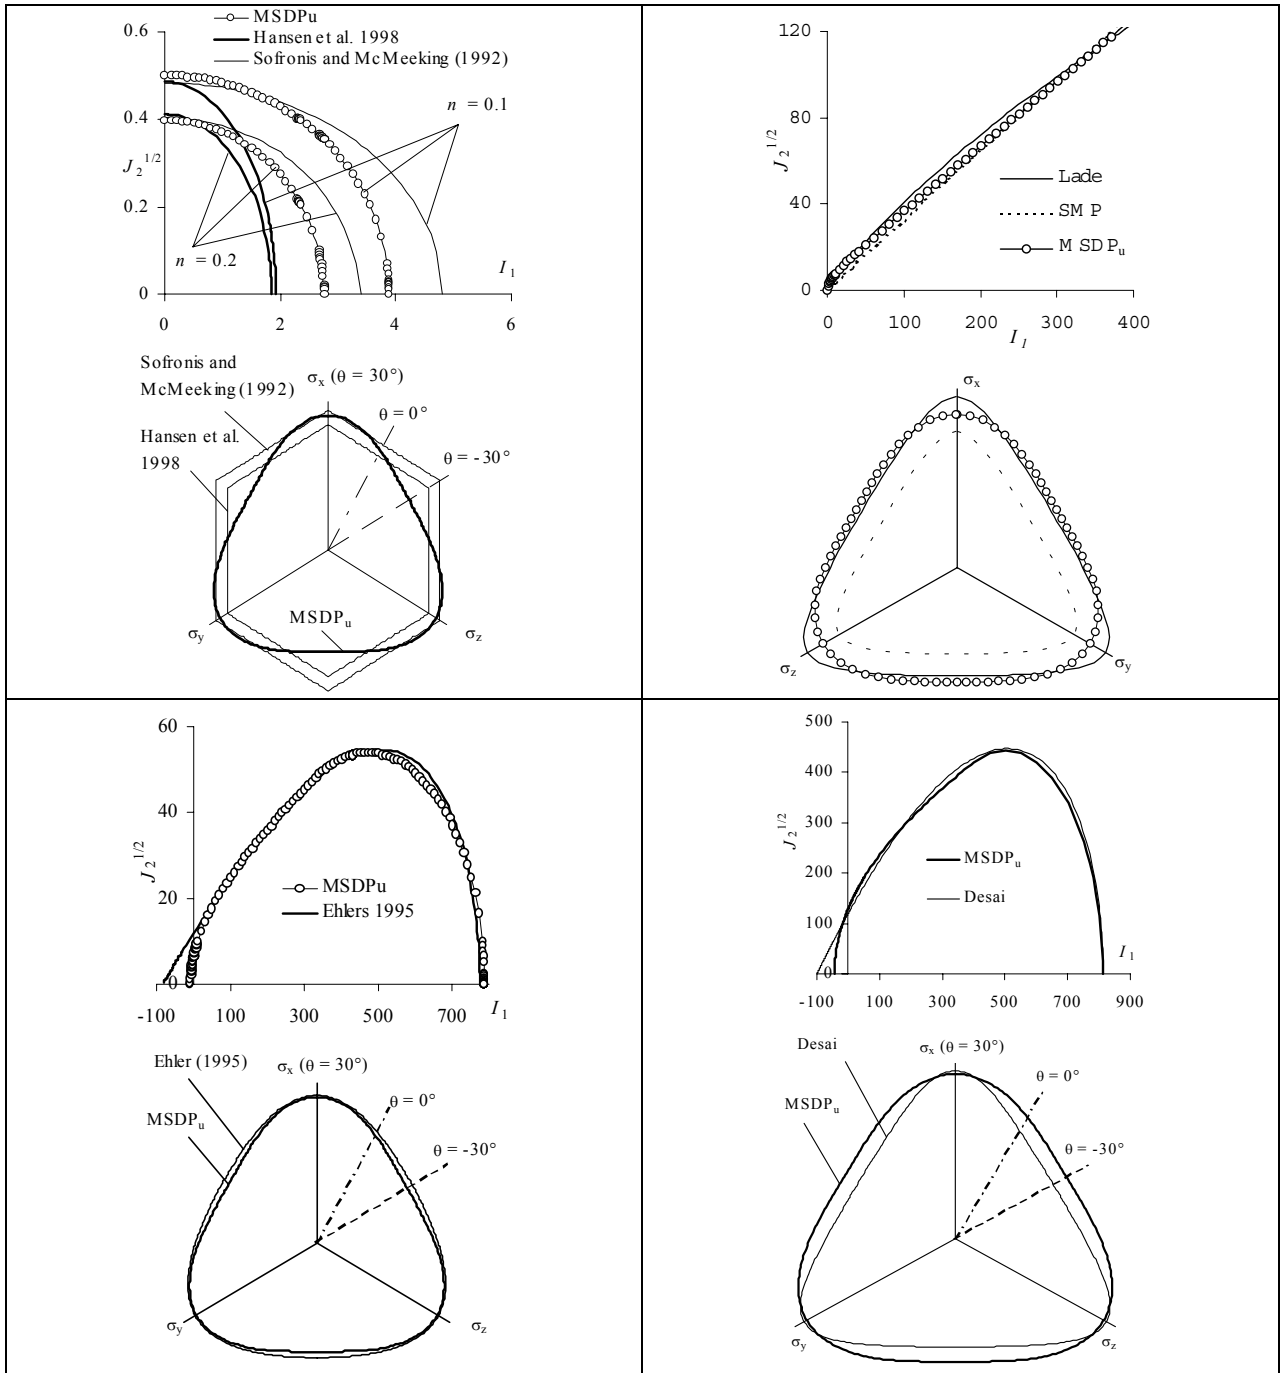 MSDPu
Hansen et al. 1998
Sofronis and McMeeking (1992)
0.6
0.4
0.2
0
J2^1/2
n = 0.1
n = 0.2
I1
0 2 4 6
Sofronis and
McMeeking (1992)
σx (θ = 30°)
θ = 0°
Hansen et al.
1998
θ = -30°
MSDPu
σy
σz
120
80
40
0
J2^1/2
Lade
SMP
MSDPu
0 100 200 300 400
I1
σx
σz
σy
60
40
20
0
J2^1/2
MSDPu
Ehlers 1995
-100 100 300 500 700
I1
Ehler (1995)
σx (θ = 30°)
θ = 0°
MSDPu
θ = -30°
σy
σz
500
400
300
200
100
0
J2^1/2
MSDPu
Desai
I1
-100 100 300 500 700 900
Desai
σx (θ = 30°)
θ = 0°
MSDPu
θ = -30°
σy
σz